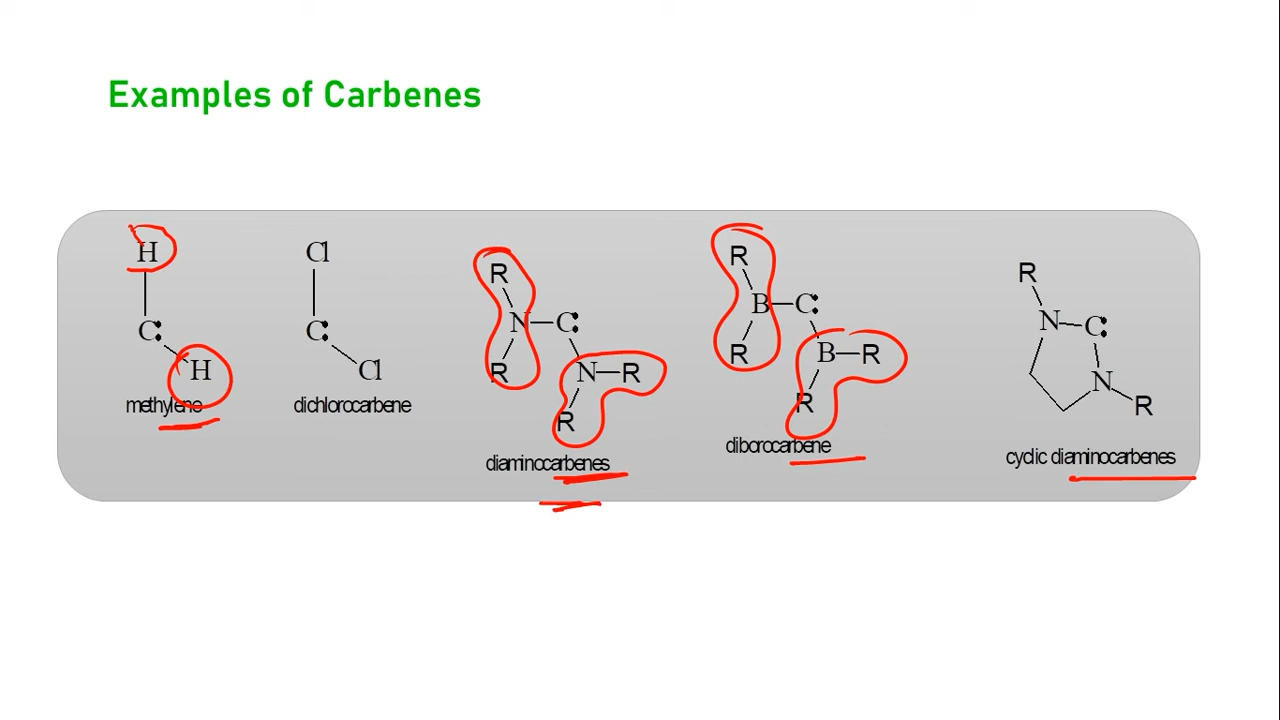 Examples of Carbenes
H
C:
H
methylene
Cl
C:
Cl
dichlorocarbene
R
N C:
R
N R
R
diaminocarbenes
R
B C:
R
B R
R
diborocarbene
R
N C:
N
R
cyclic diaminocarbenes